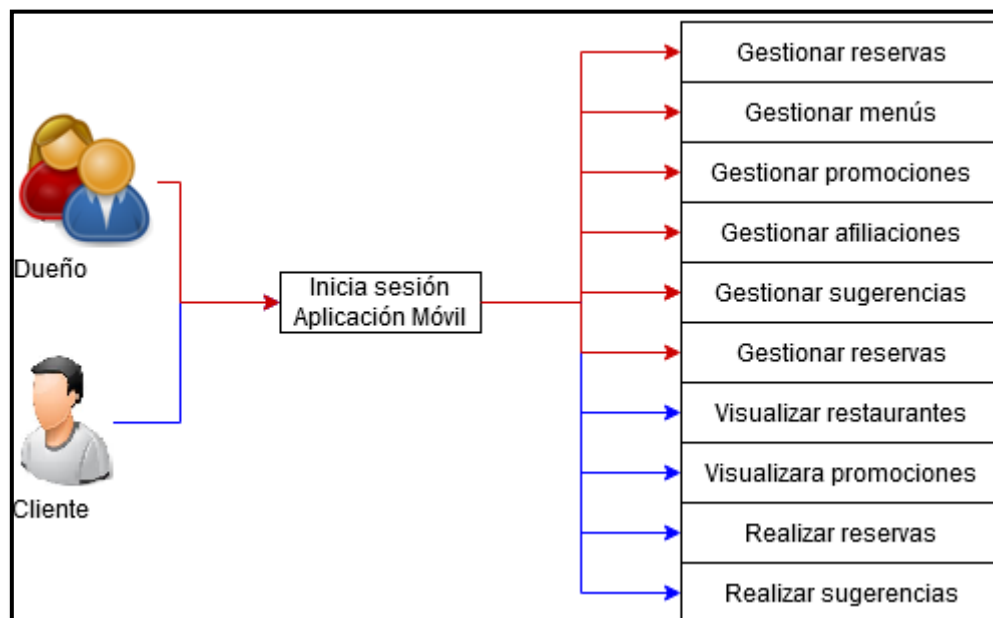 Dueño
Cliente
Inicia sesión
Aplicación Móvil
Gestionar reservas
Gestionar menús
Gestionar promociones
Gestionar afiliaciones
Gestionar sugerencias
Gestionar reservas
Visualizar restaurantes
Visualizara promociones
Realizar reservas
Realizar sugerencias